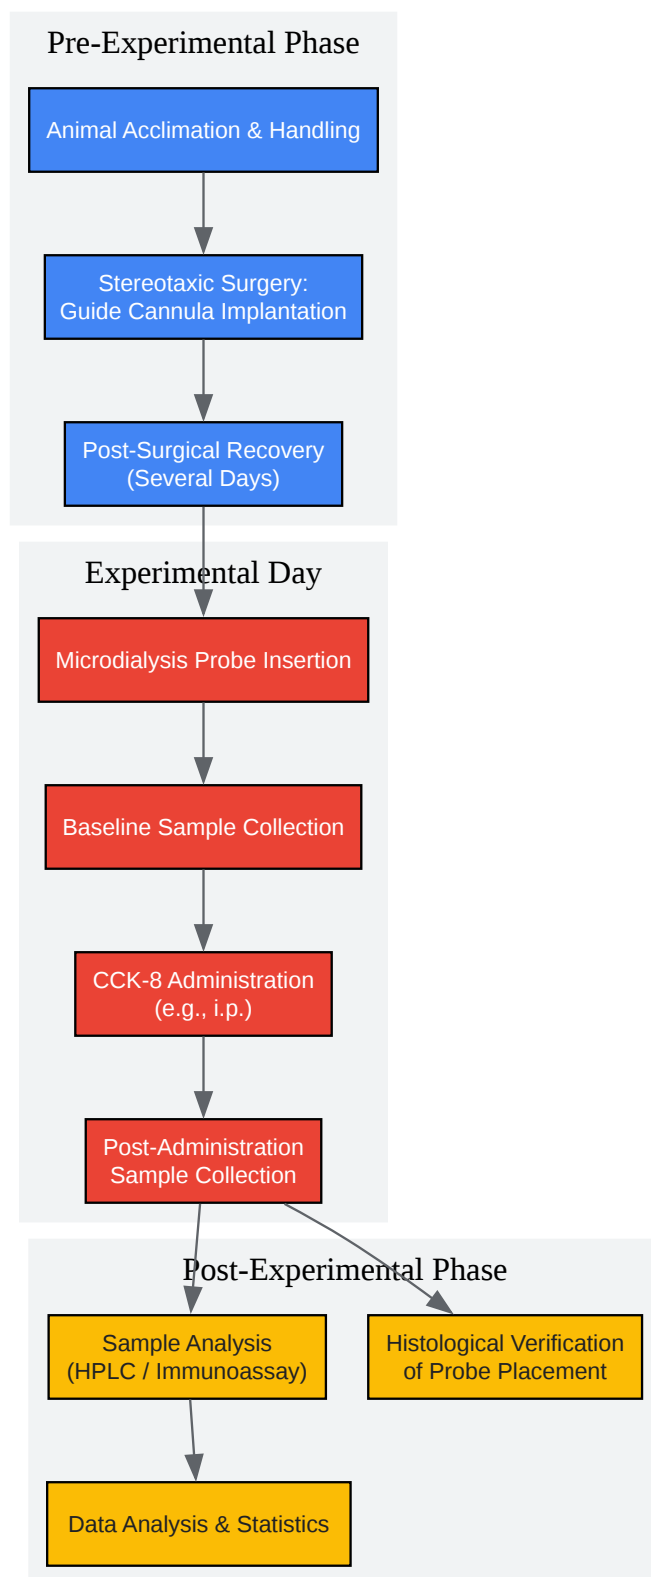 Pre-Experimental Phase
Animal Acclimation & Handling
Stereotaxic Surgery:
Guide Cannula Implantation
Post-Surgical Recovery
(Several Days)
Experimental Day
Microdialysis Probe Insertion
Baseline Sample Collection
CCK-8 Administration
(e.g., i.p.)
Post-Administration
Sample Collection
Post-Experimental Phase
Sample Analysis
(HPLC / Immunoassay)
Histological Verification
of Probe Placement
Data Analysis & Statistics